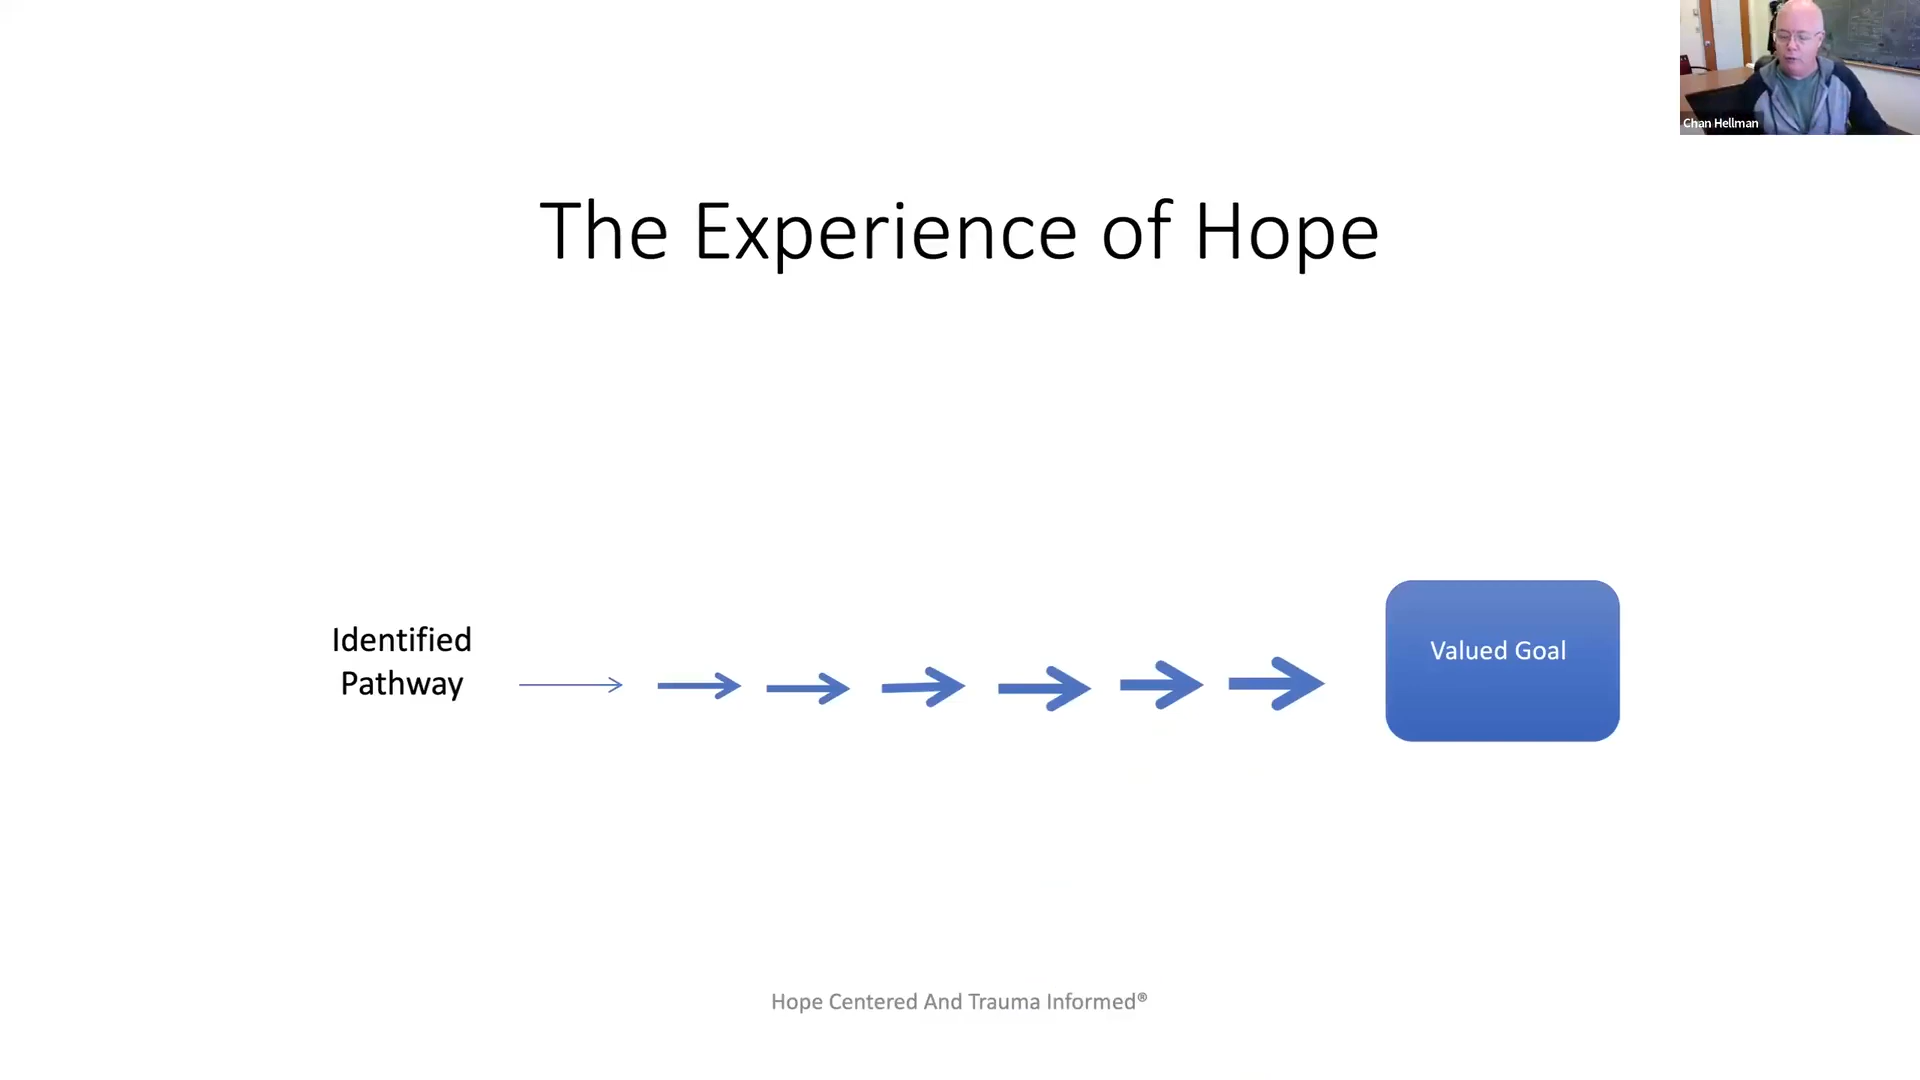 Chan Hellman
The Experience of Hope
Identified
Pathway
Valued Goal
Hope Centered And Trauma Informed®